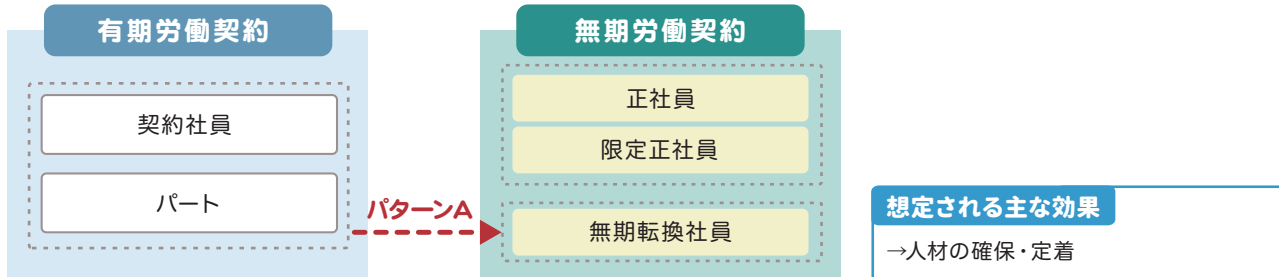 有期労働契約
契約社員
パート
パターンA
無期労働契約
正社員
限定正社員
無期転換社員
想定される主な効果
→人材の確保・定着